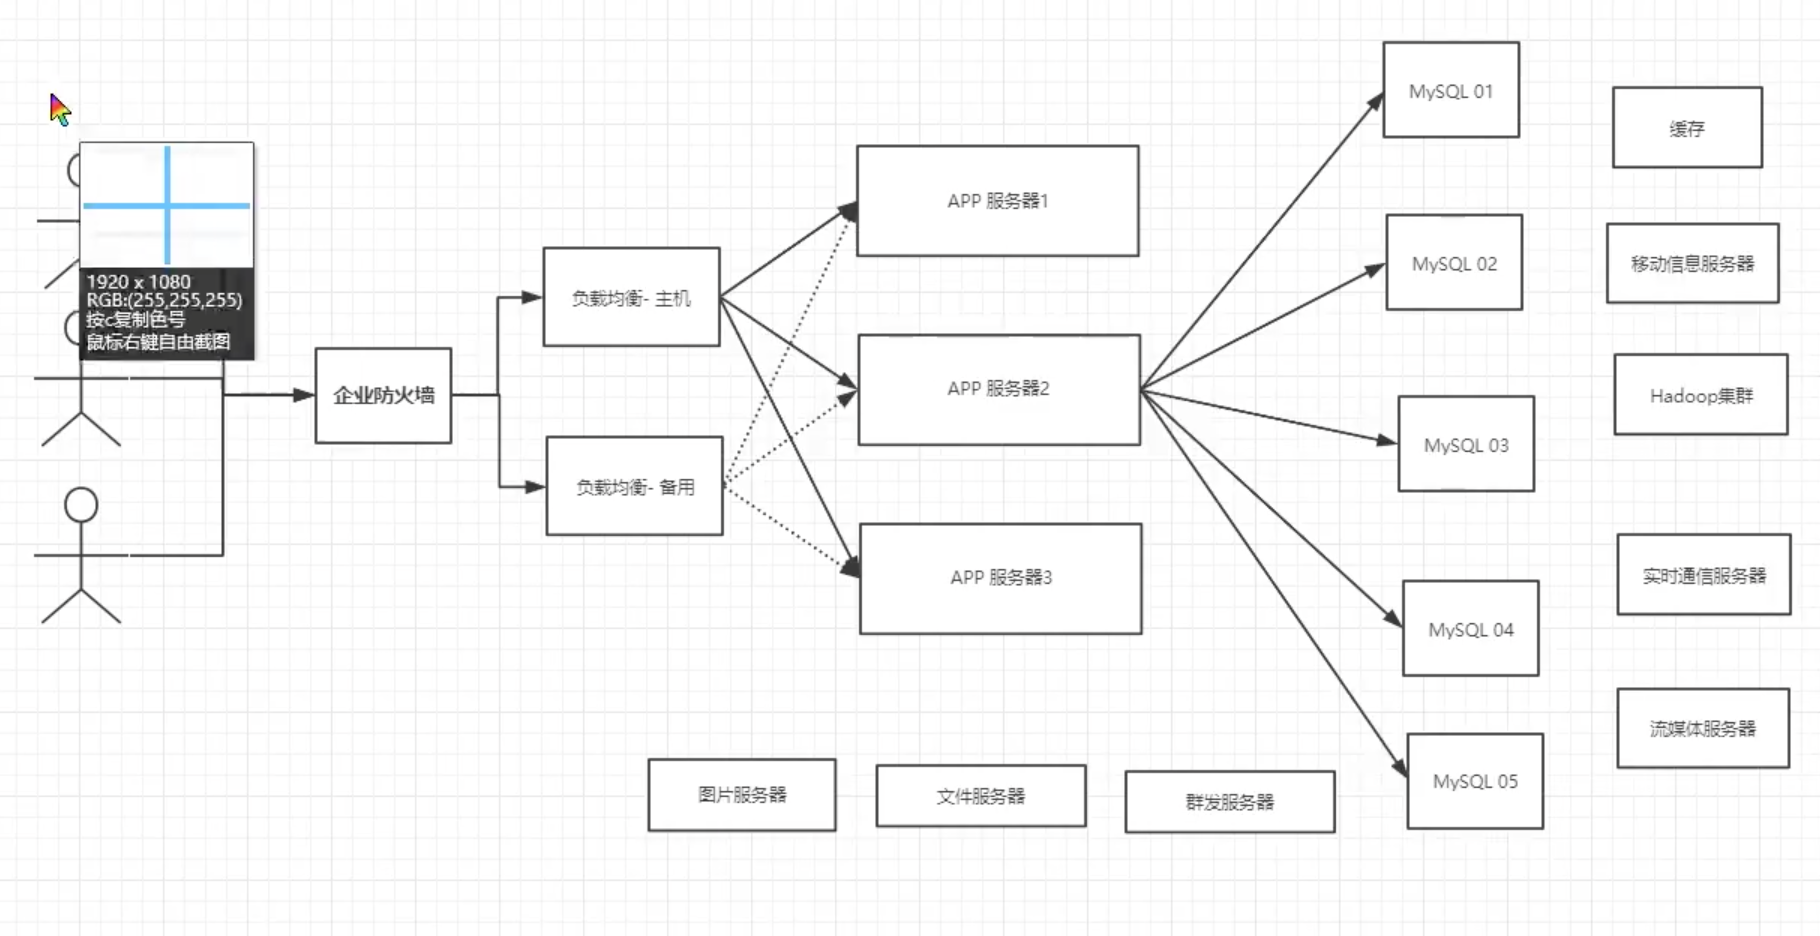 1920 x 1080
RGB:(255,255,255)
按c复制色号
鼠标右键自由截图
企业防火墙
负载均衡- 主机
负载均衡- 备用
APP 服务器1
APP 服务器2
APP 服务器3
MySQL 01
MySQL 02
MySQL 03
MySQL 04
MySQL 05
缓存
移动信息服务器
Hadoop集群
实时通信服务器
流媒体服务器
图片服务器
文件服务器
群发服务器